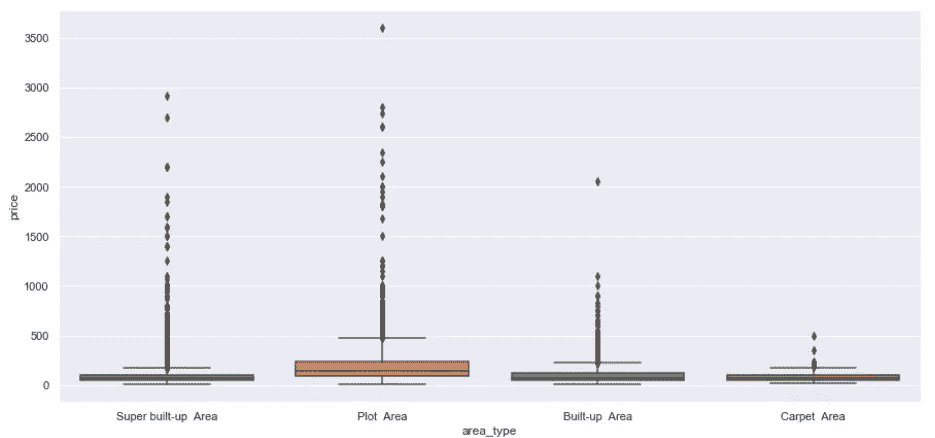 3500
3000
2500
2000
1500
1000
500
0
price
Super built-up  Area
Plot  Area
Built-up  Area
Carpet  Area
area_type